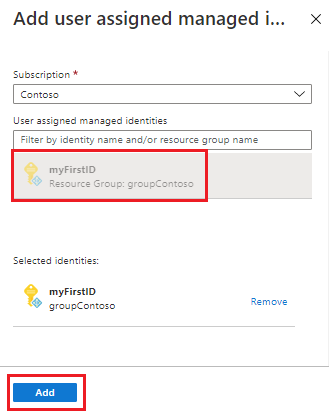 Add user assigned managed i...
Subscription *
Contoso
User assigned managed identities
Filter by identity name and/or resource group name
myFirstID
Resource Group: groupContoso
Selected identities:
myFirstID
groupContoso
Remove
Add